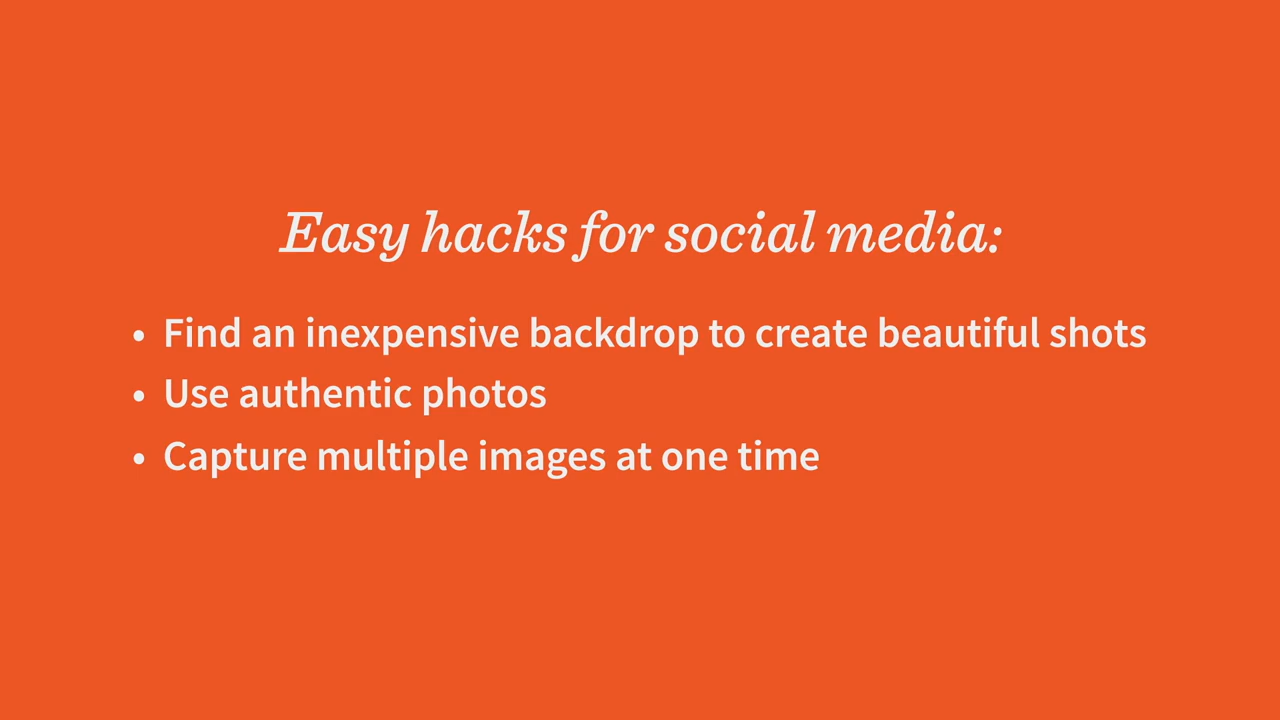 Easy hacks for social media:
• Find an inexpensive backdrop to create beautiful shots
• Use authentic photos
• Capture multiple images at one time